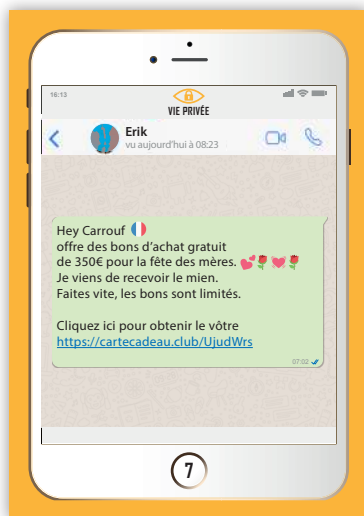 16:13
VIE PRIVÉE
Erik
vu aujourd'hui à 08:23
Hey Carrouf 🇫🇷
offre des bons d'achat gratuit
de 350€ pour la fête des mères. 💕🌹💓🌹
Je viens de recevoir le mien.
Faites vite, les bons sont limités.
Cliquez ici pour obtenir le vôtre
https://cartecadeau.club/UjudWrs
07:02
7